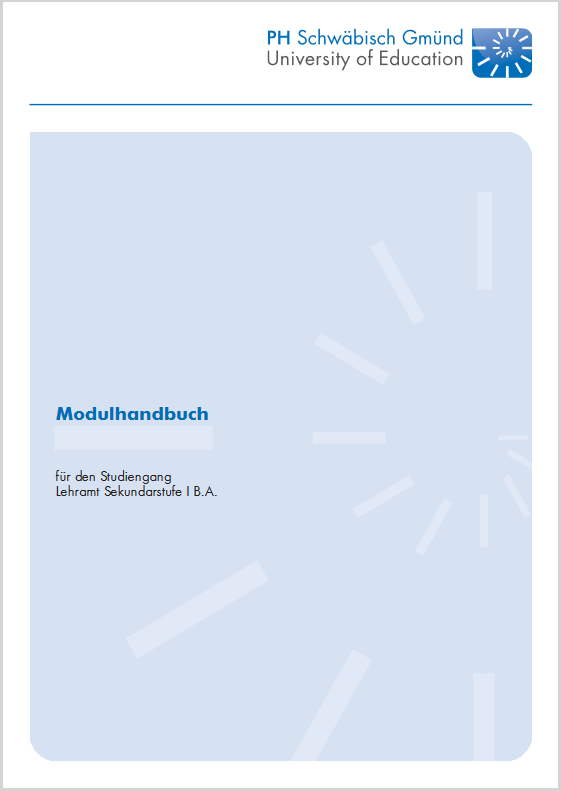 PH Schwäbisch Gmünd
University of Education
Modulhandbuch
für den Studiengang
Lehramt Sekundarstufe I B.A.